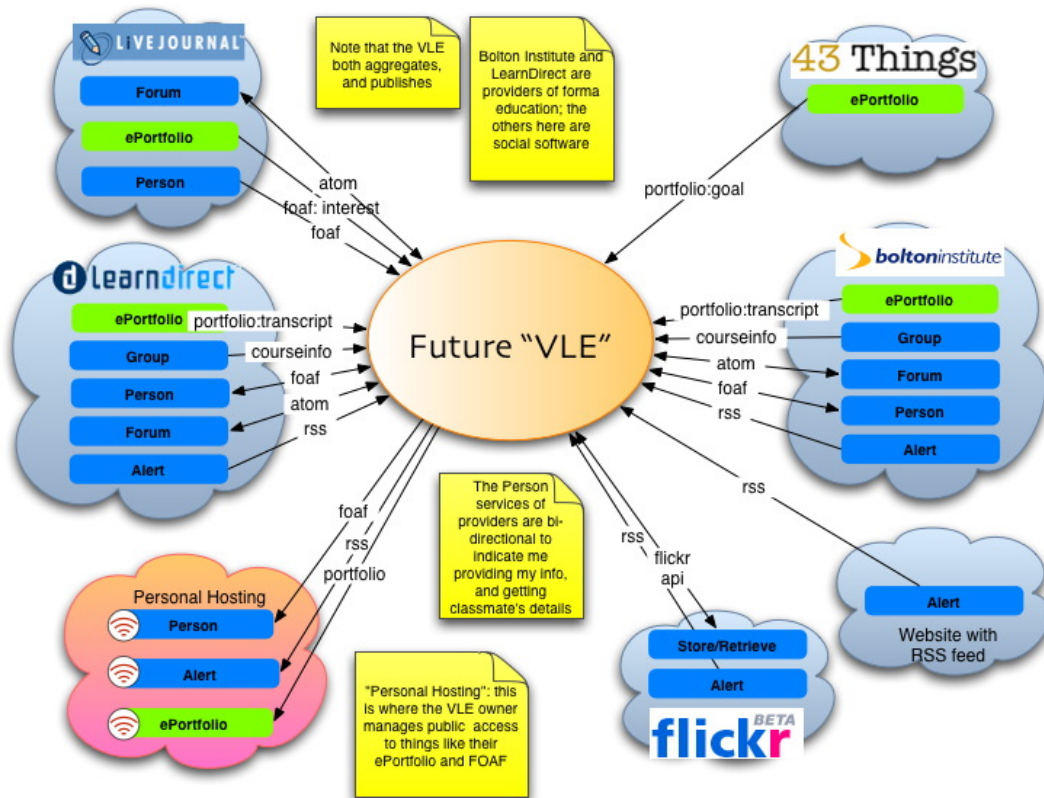 LiVEJOURNAL™
Forum
ePortfolio
Person
Note that the VLE
both aggregates,
and publishes
Bolton Institute and
LearnDirect are
providers of forma
education; the
others here are
social software
43 Things
ePortfolio
atom
foaf: interest
foaf
portfolio:goal
learndirect
ePortfolio
Group
Person
Forum
Alert
portfolio:transcript
courseinfo
foaf
atom
rss
Future “VLE”
boltoninstitute
ePortfolio
Group
Forum
Person
Alert
portfolio:transcript
courseinfo
atom
foaf
rss
foaf
rss
portfolio
The Person
services of
providers are bi-
directional to
indicate me
providing my info,
and getting
classmate's details
rss
flickr
api
rss
Personal Hosting
Person
Alert
ePortfolio
"Personal Hosting": this
is where the VLE owner
manages public access
to things like their
ePortfolio and FOAF
Store/Retrieve
Alert
BETA
flickr
Alert
Website with
RSS feed